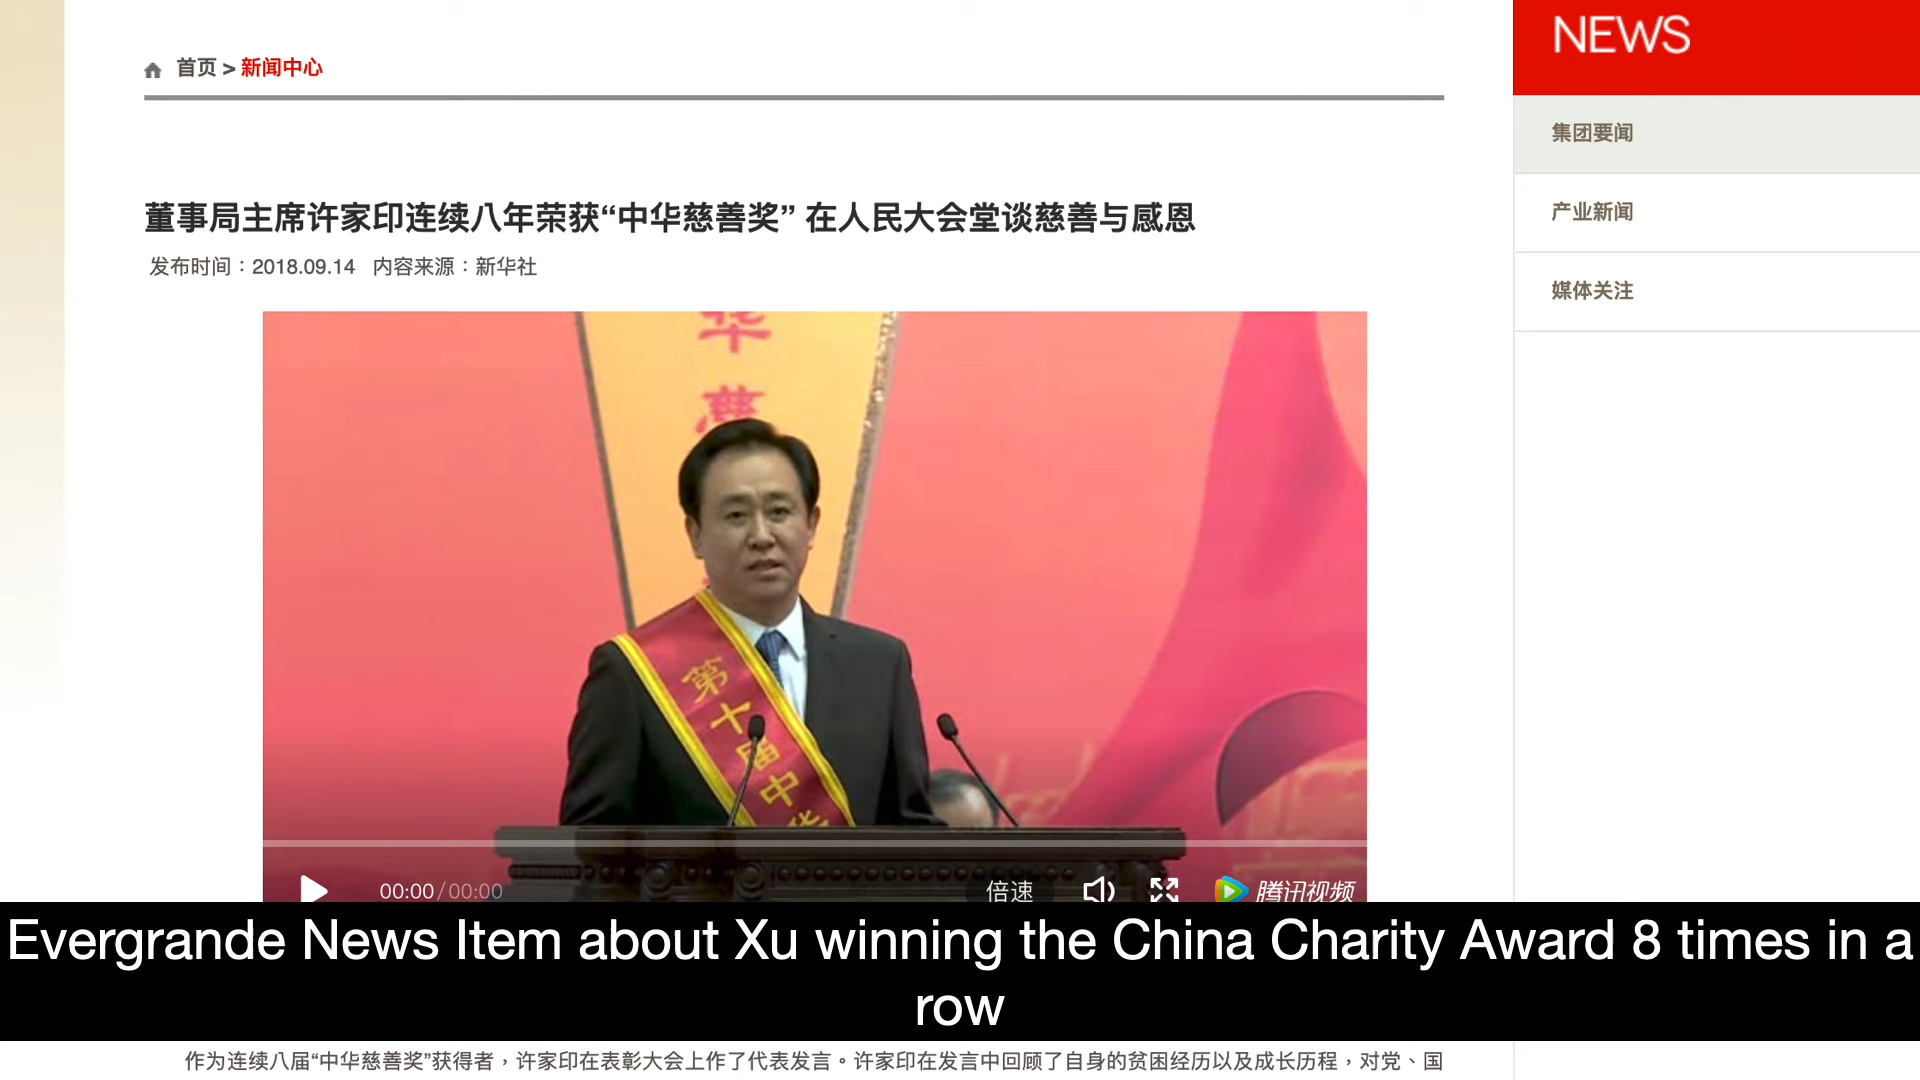 首页 > 新闻中心
NEWS
集团要闻
产业新闻
媒体关注
董事局主席许家印连续八年荣获“中华慈善奖” 在人民大会堂谈慈善与感恩
发布时间：2018.09.14 内容来源：新华社
华
慈
第十届中华
00:00/00:00
倍速
腾讯视频
Evergrande News Item about Xu winning the China Charity Award 8 times in a
row
作为连续八届“中华慈善奖”获得者，许家印在表彰大会上作了代表发言。许家印在发言中回顾了自身的贫困经历以及成长历程，对党、国